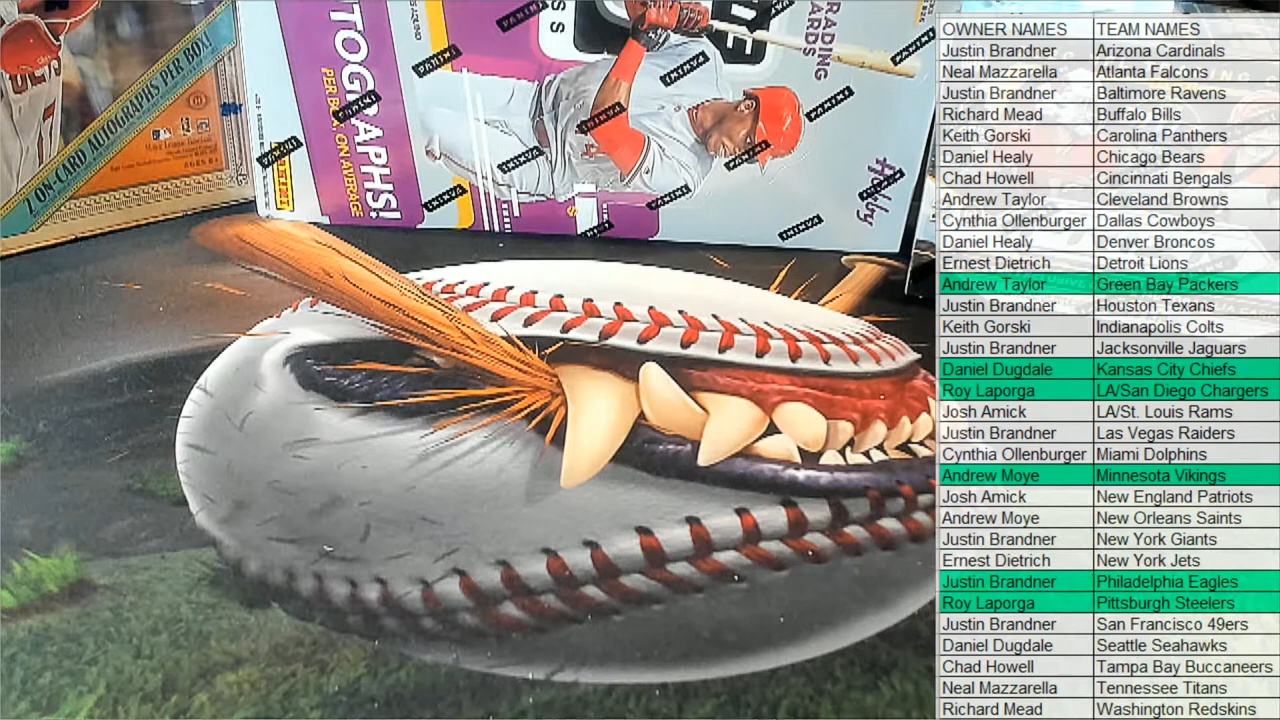 7 ON-CARD AUTOGRAPHS PER BOX!
AUTOGRAPHS!
PER BOX, ON AVERAGE
PANINI
TRADING
CARDS
Hobby
OWNER NAMES TEAM NAMES
Justin Brandner Arizona Cardinals
Neal Mazzarella Atlanta Falcons
Justin Brandner Baltimore Ravens
Richard Mead Buffalo Bills
Keith Gorski Carolina Panthers
Daniel Healy Chicago Bears
Chad Howell Cincinnati Bengals
Andrew Taylor Cleveland Browns
Cynthia Ollenburger Dallas Cowboys
Daniel Healy Denver Broncos
Ernest Dietrich Detroit Lions
Andrew Taylor Green Bay Packers
Justin Brandner Houston Texans
Keith Gorski Indianapolis Colts
Justin Brandner Jacksonville Jaguars
Daniel Dugdale Kansas City Chiefs
Roy Laporga LA/San Diego Chargers
Josh Amick LA/St. Louis Rams
Justin Brandner Las Vegas Raiders
Cynthia Ollenburger Miami Dolphins
Andrew Moye Minnesota Vikings
Josh Amick New England Patriots
Andrew Moye New Orleans Saints
Justin Brandner New York Giants
Ernest Dietrich New York Jets
Justin Brandner Philadelphia Eagles
Roy Laporga Pittsburgh Steelers
Justin Brandner San Francisco 49ers
Daniel Dugdale Seattle Seahawks
Chad Howell Tampa Bay Buccaneers
Neal Mazzarella Tennessee Titans
Richard Mead Washington Redskins